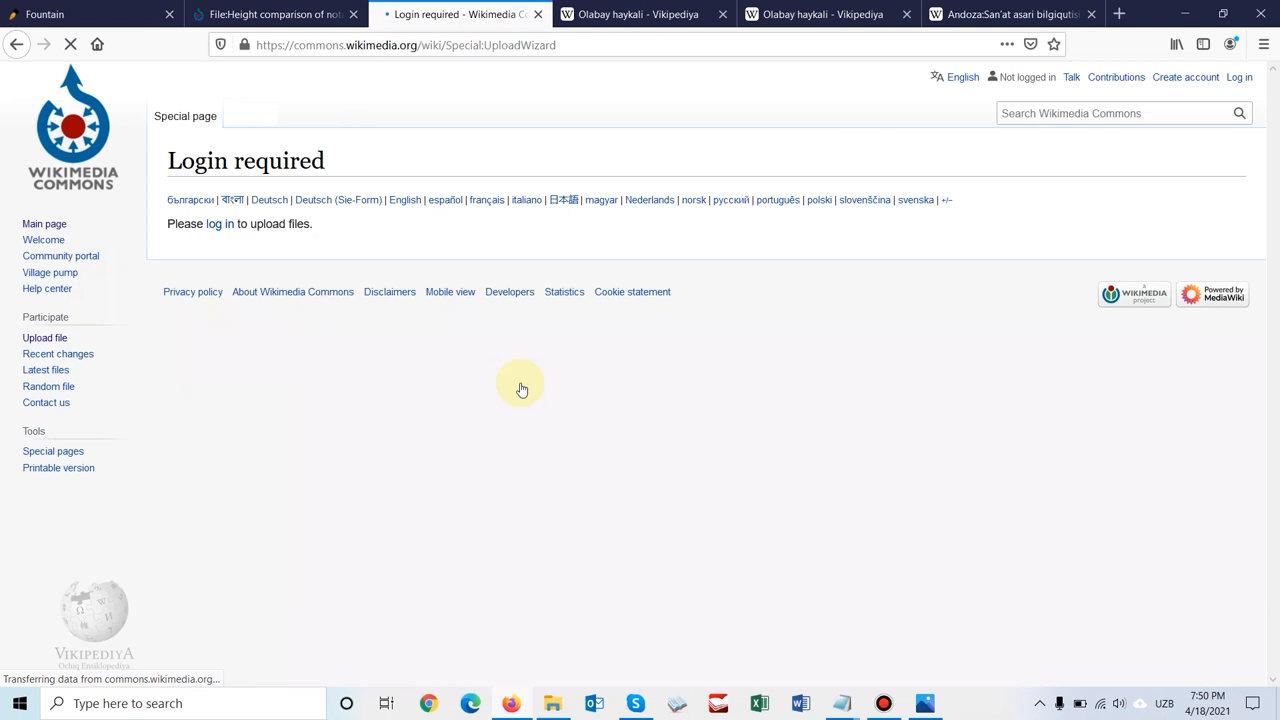 Fountain
File:Height comparison of not
Login required - Wikimedia C
Olabay haykali - Vikipediya
Olabay haykali - Vikipediya
Andoza:San'at asari bilgiqutisi
https://commons.wikimedia.org/wiki/Special:UploadWizard
English Not logged in Talk Contributions Create account Log in
Special page
Search Wikimedia Commons
WIKIMEDIA
COMMONS
Login required
български | বাংলা | Deutsch | Deutsch (Sie-Form) | English | español | français | italiano | 日本語 | magyar | Nederlands | norsk | русский | português | polski | slovenščina | svenska | +/−
Please log in to upload files.
Main page
Welcome
Community portal
Village pump
Help center
Participate
Upload file
Recent changes
Latest files
Random file
Contact us
Tools
Special pages
Printable version
Privacy policy About Wikimedia Commons Disclaimers Mobile view Developers Statistics Cookie statement
a
WIKIMEDIA
project
Powered by
MediaWiki
VIKIPEDIYA
Ochiq Ensiklopediya
Transferring data from commons.wikimedia.org...
Type here to search
UZB
7:50 PM
4/18/2021